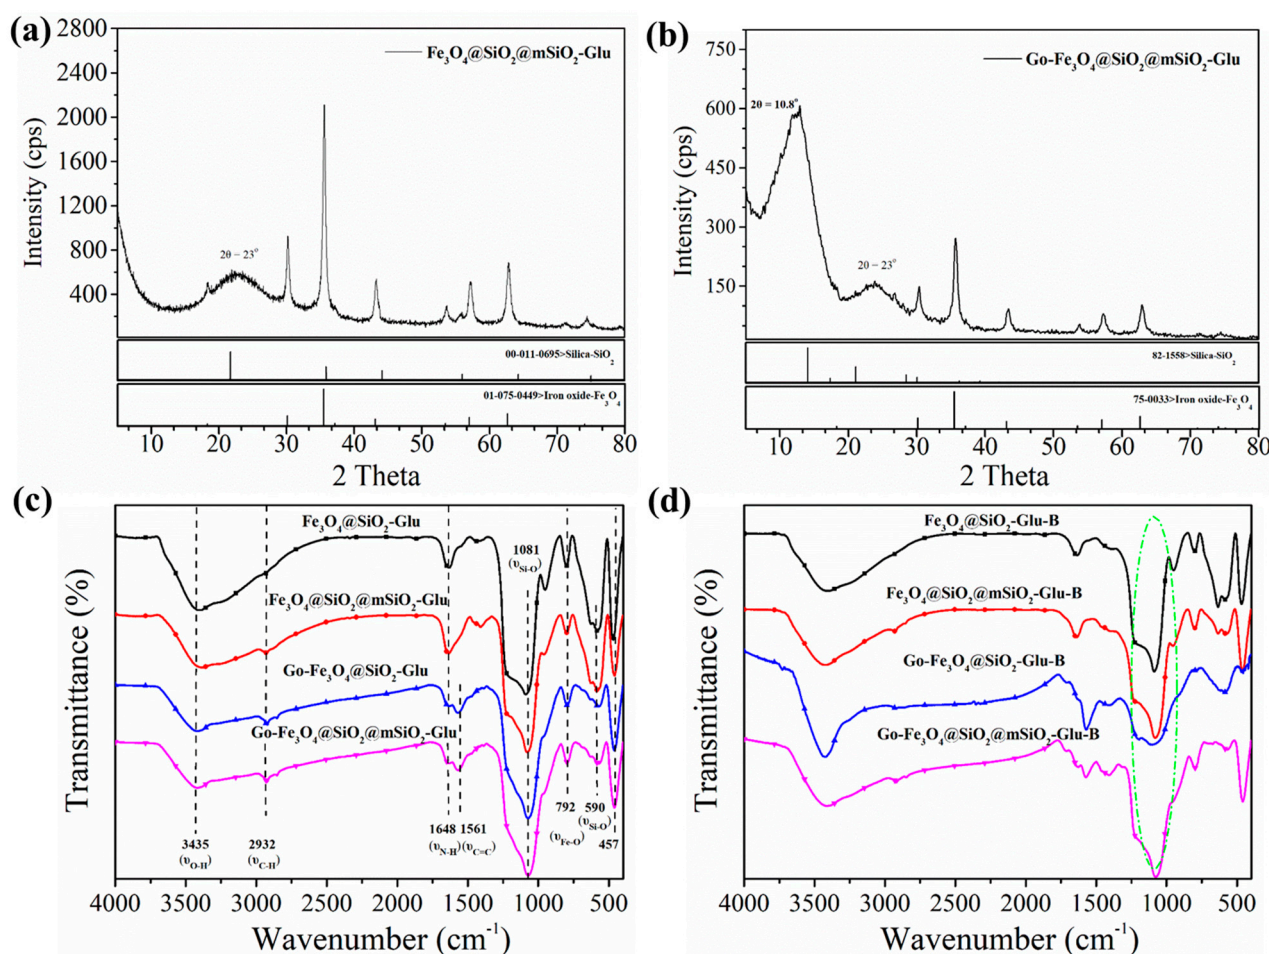 (a)
2800
2400
2000
1600
1200
800
400
Intensity (cps)
Fe₃O₄@SiO₂@mSiO₂-Glu
2θ − 23°
00-011-0695>Silica-SiO₂
01-075-0449>Iron oxide-Fe₃O₄
10 20 30 40 50 60 70 80
2 Theta
(b)
750
600
450
300
150
Intensity (cps)
Go-Fe₃O₄@SiO₂@mSiO₂-Glu
2θ = 10.8°
2θ − 23°
82-1558>Silica-SiO₂
75-0033>Iron oxide-Fe₃O₄
10 20 30 40 50 60 70 80
2 Theta
(c)
Transmittance (%)
Fe₃O₄@SiO₂-Glu
1081
(υSi-O)
Fe₃O₄@SiO₂@mSiO₂-Glu
Go-Fe₃O₄@SiO₂-Glu
Go-Fe₃O₄@SiO₂@mSiO₂-Glu
3435
(υO-H)
2932
(υC-H)
1648
(υN-H)
1561
(υC=C)
792
(υFe-O)
590
(υSi-O)
457
4000 3500 3000 2500 2000 1500 1000 500
Wavenumber (cm⁻¹)
(d)
Transmittance (%)
Fe₃O₄@SiO₂-Glu-B
Fe₃O₄@SiO₂@mSiO₂-Glu-B
Go-Fe₃O₄@SiO₂-Glu-B
Go-Fe₃O₄@SiO₂@mSiO₂-Glu-B
4000 3500 3000 2500 2000 1500 1000 500
Wavenumber (cm⁻¹)